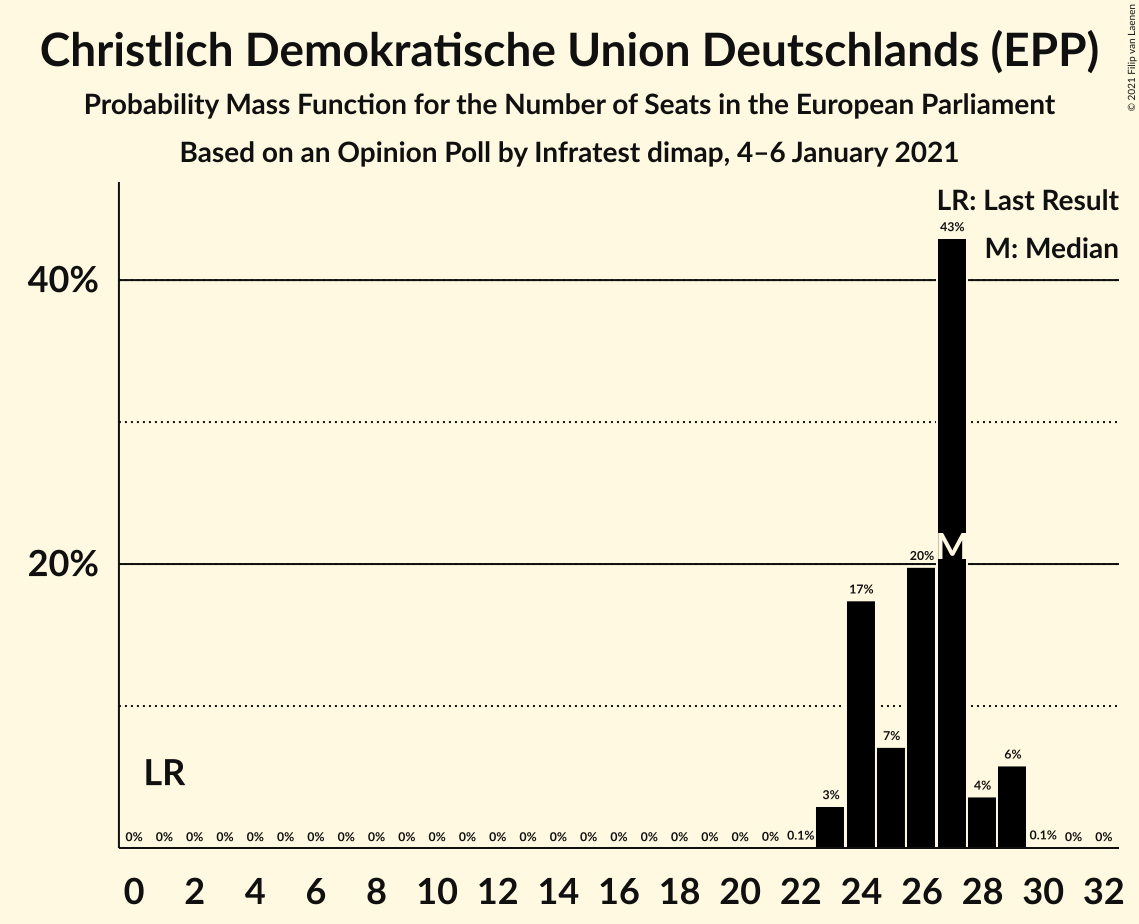 Christlich Demokratische Union Deutschlands (EPP)
Probability Mass Function for the Number of Seats in the European Parliament
Based on an Opinion Poll by Infratest dimap, 4–6 January 2021
© 2021 Filip van Laenen
LR: Last Result
M: Median
43%
40%
20%
20%
M
17%
7%
6%
4%
3%
LR
0% 0% 0% 0% 0% 0% 0% 0% 0% 0% 0% 0% 0% 0% 0% 0% 0% 0% 0% 0% 0% 0% 0.1% 0.1% 0% 0%
0 2 4 6 8 10 12 14 16 18 20 22 24 26 28 30 32